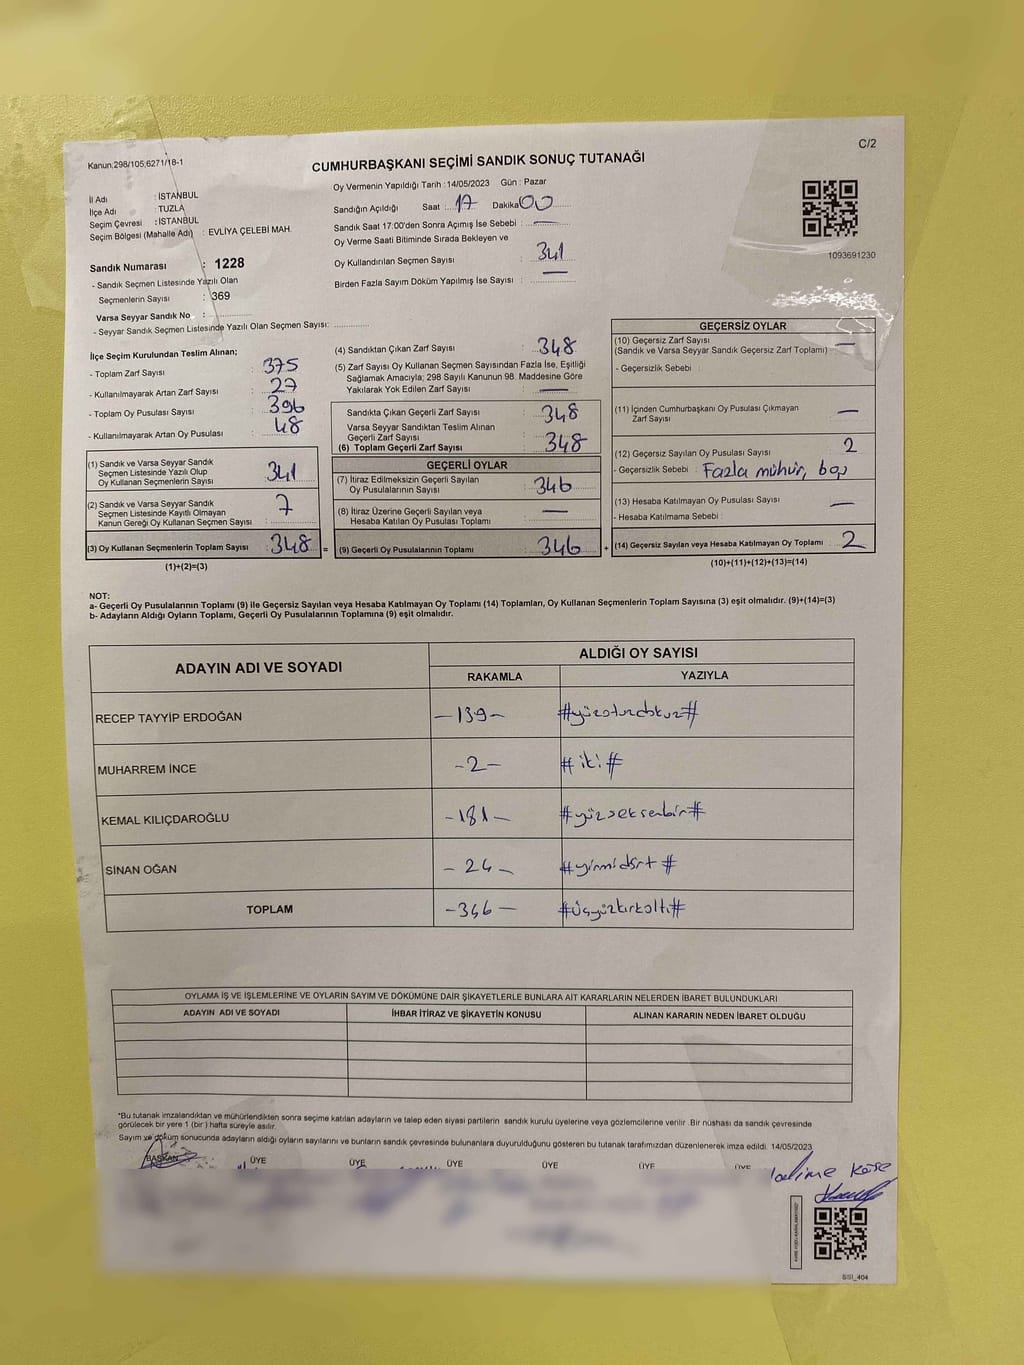 Kanun,298/105,6271/18-1
C/2
CUMHURBAŞKANI SEÇİMİ SANDIK SONUÇ TUTANAĞI
İl Adı : İSTANBUL
İlçe Adı : TUZLA
Seçim Çevresi : İSTANBUL
Seçim Bölgesi (Mahalle Adı) : EVLİYA ÇELEBİ MAH.
Sandık Numarası : 1228
- Sandık Seçmen Listesinde Yazılı Olan
Seçmenlerin Sayısı : 369
Varsa Seyyar Sandık No :
- Seyyar Sandık Seçmen Listesinde Yazılı Olan Seçmen Sayısı:
Oy Vermenin Yapıldığı Tarih :14/05/2023 Gün : Pazar
Sandığın Açıldığı Saat : 17 Dakika 00
Sandık Saat 17:00'den Sonra Açımış İse Sebebi : —
Oy Verme Saati Bitiminde Sırada Bekleyen ve
Oy Kullandırılan Seçmen Sayısı : 341
Birden Fazla Sayım Döküm Yapılmış İse Sayısı : —
1093691230
İlçe Seçim Kurulundan Teslim Alınan;
- Toplam Zarf Sayısı : 375
- Kullanılmayarak Artan Zarf Sayısı : 27
- Toplam Oy Pusulası Sayısı : 396
- Kullanılmayarak Artan Oy Pusulası : 48
(1) Sandık ve Varsa Seyyar Sandık
Seçmen Listesinde Yazılı Olup
Oy Kullanan Seçmenlerin Sayısı : 341
(2) Sandık ve Varsa Seyyar Sandık
Seçmen Listesinde Kayıtlı Olmayan
Kanun Gereği Oy Kullanan Seçmen Sayısı : 7
(3) Oy Kullanan Seçmenlerin Toplam Sayısı : 348
(1)+(2)=(3)
(4) Sandıktan Çıkan Zarf Sayısı : 348
(5) Zarf Sayısı Oy Kullanan Seçmen Sayısından Fazla İse, Eşitliği
Sağlamak Amacıyla; 298 Sayılı Kanunun 98. Maddesine Göre
Yakılarak Yok Edilen Zarf Sayısı : —
Sandıkta Çıkan Geçerli Zarf Sayısı : 348
Varsa Seyyar Sandıktan Teslim Alınan
Geçerli Zarf Sayısı
(6) Toplam Geçerli Zarf Sayısı : 348
GEÇERLİ OYLAR
(7) İtiraz Edilmeksizin Geçerli Sayılan
Oy Pusulalarının Sayısı : 346
(8) İtiraz Üzerine Geçerli Sayılan veya
Hesaba Katılan Oy Pusulası Toplamı : —
= (9) Geçerli Oy Pusulalarının Toplamı 346 +
GEÇERSİZ OYLAR
(10) Geçersiz Zarf Sayısı
(Sandık ve Varsa Seyyar Sandık Geçersiz Zarf Toplamı) —
- Geçersizlik Sebebi :
(11) İçinden Cumhurbaşkanı Oy Pusulası Çıkmayan
Zarf Sayısı —
(12) Geçersiz Sayılan Oy Pusulası Sayısı 2
- Geçersizlik Sebebi : Fazla mühür, boş
(13) Hesaba Katılmayan Oy Pusulası Sayısı —
- Hesaba Katılmama Sebebi :
(14) Geçersiz Sayılan veya Hesaba Katılmayan Oy Toplamı : 2
(10)+(11)+(12)+(13)=(14)
NOT:
a- Geçerli Oy Pusulalarının Toplamı (9) ile Geçersiz Sayılan veya Hesaba Katılmayan Oy Toplamı (14) Toplamları, Oy Kullanan Seçmenlerin Toplam Sayısına (3) eşit olmalıdır. (9)+(14)=(3)
b- Adayların Aldığı Oyların Toplamı, Geçerli Oy Pusulalarının Toplamına (9) eşit olmalıdır.
ADAYIN ADI VE SOYADI ALDIĞI OY SAYISI
RAKAMLA YAZIYLA
RECEP TAYYİP ERDOĞAN -139- #yüzotuzdokuz#
MUHARREM İNCE -2- #iki#
KEMAL KILIÇDAROĞLU -181- #yüzseksenbir#
SİNAN OĞAN -24- #yirmidört#
TOPLAM -346- #üçyüzkırkaltı#
OYLAMA İŞ VE İŞLEMLERİNE VE OYLARIN SAYIM VE DÖKÜMÜNE DAİR ŞİKAYETLERLE BUNLARA AİT KARARLARIN NELERDEN İBARET BULUNDUKLARI
ADAYIN ADI VE SOYADI İHBAR İTİRAZ VE ŞİKAYETİN KONUSU ALINAN KARARIN NEDEN İBARET OLDUĞU
*Bu tutanak imzalandıktan ve mühürlendikten sonra seçime katılan adayların ve talep eden siyasi partilerin sandık kurulu üyelerine veya gözlemcilerine verilir. Bir nüshası da sandık çevresinde
görülecek bir yere 1 (bir) hafta süreyle asılır.
Sayım ve döküm sonucunda adayların aldığı oyların sayılarını ve bunların sandık çevresinde bulunanlara duyurulduğunu gösteren bu tutanak tarafımızdan düzenlenerek imza edildi. 14/05/2023
BAŞKAN ÜYE ÜYE ÜYE ÜYE ÜYE ÜYE
Köse
SSI_404